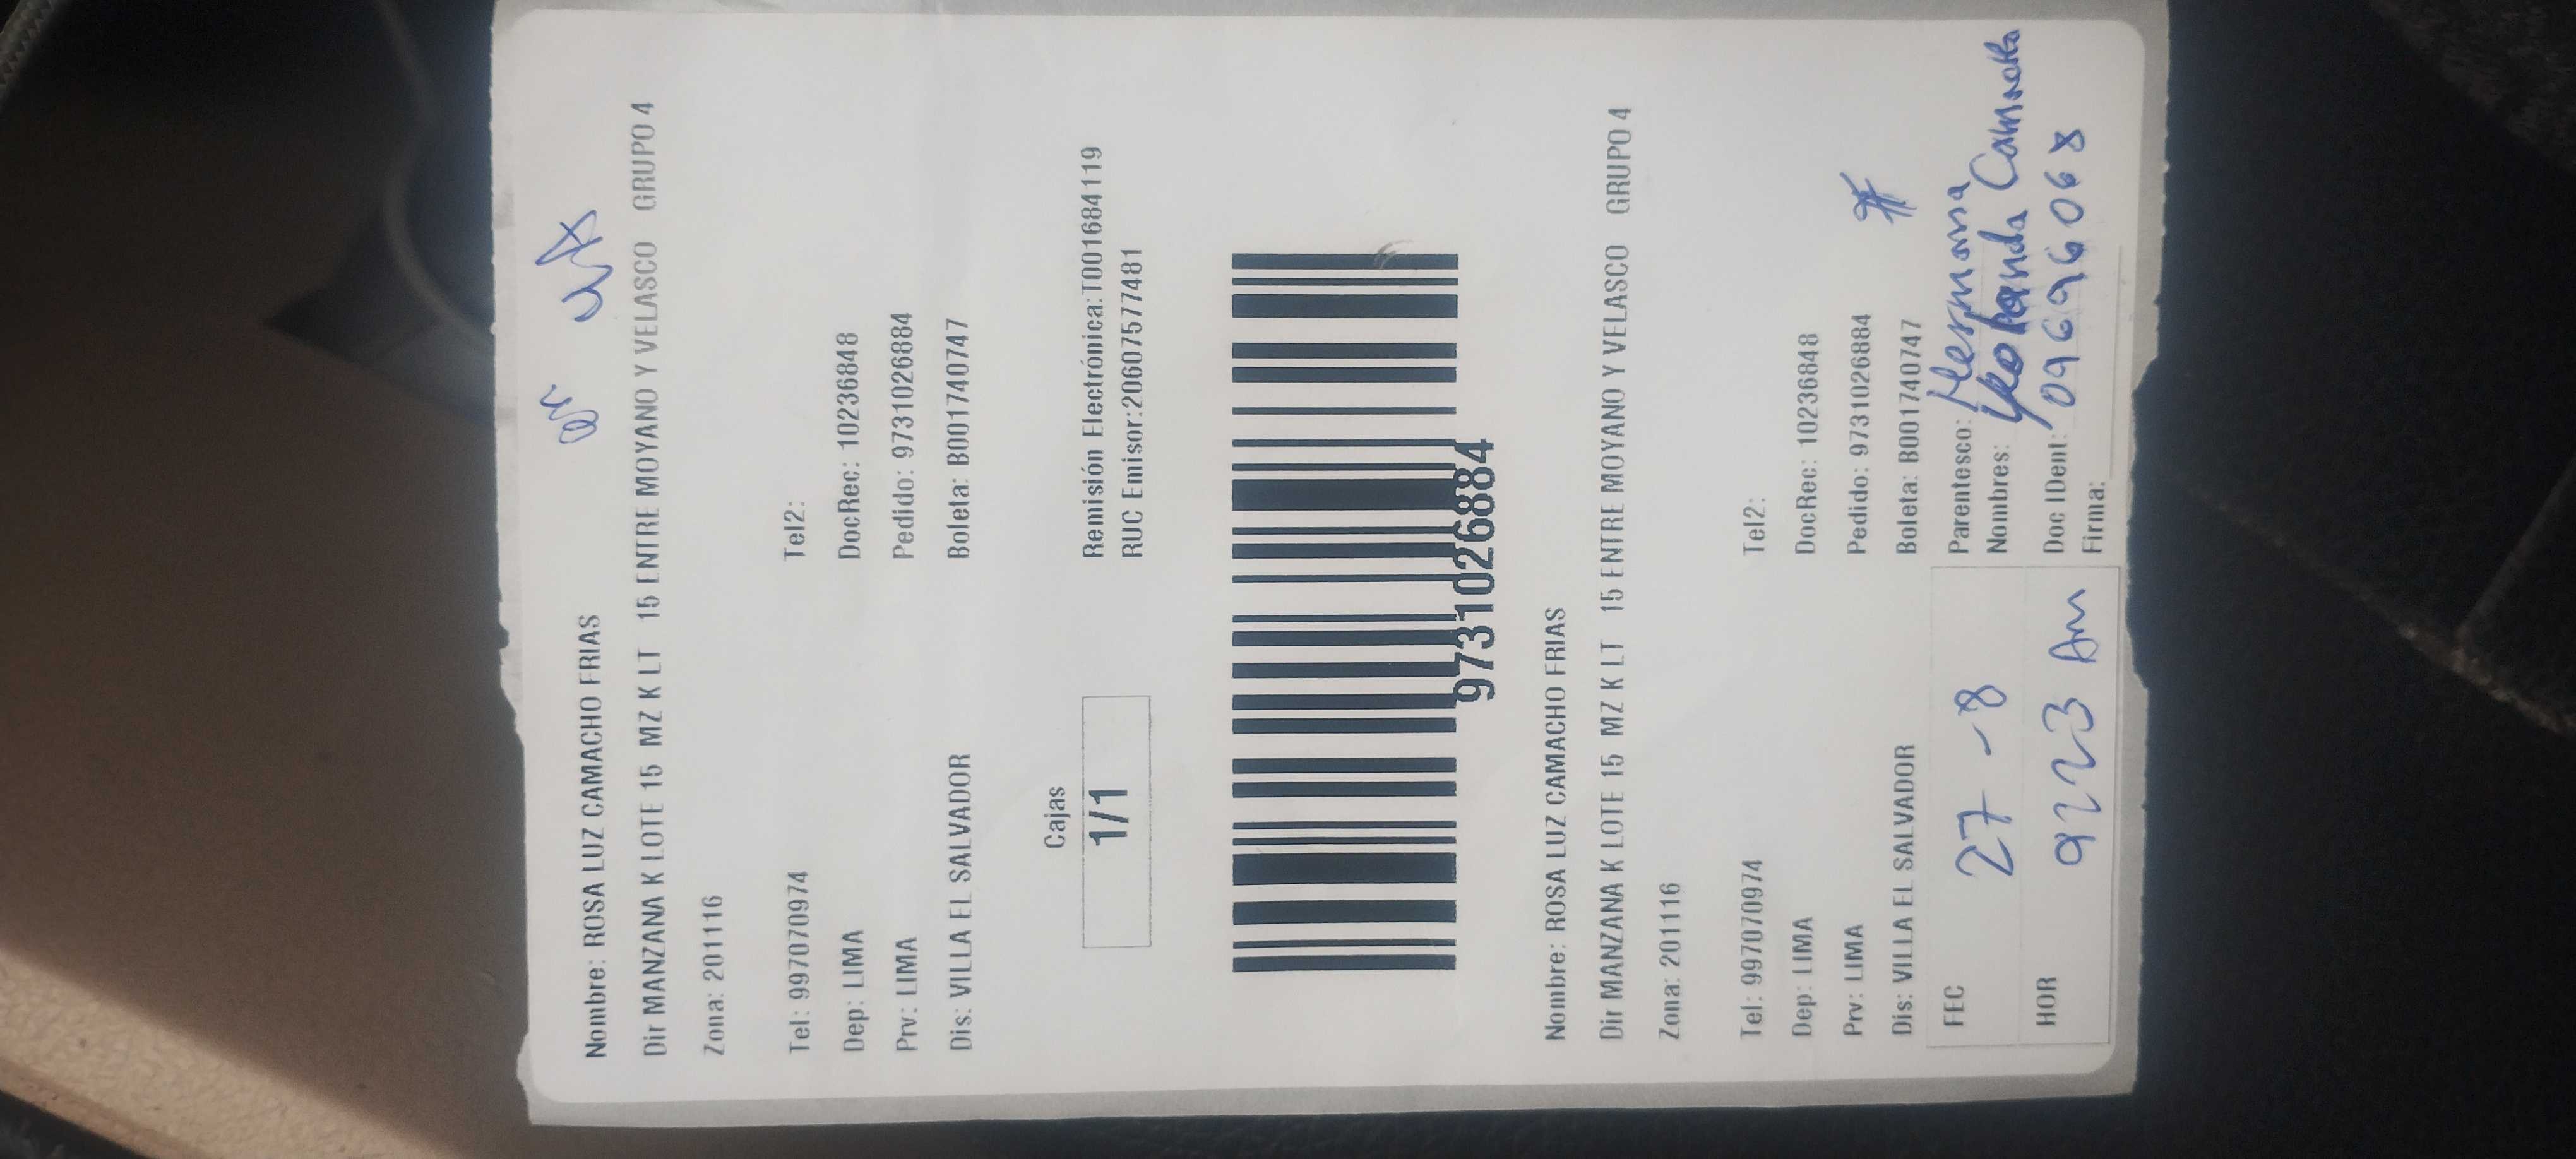 Nombre: ROSA LUZ CAMACHO FRIAS
Dir MANZANA K LOTE 15 MZ K LT 15 ENTRE MOYANO Y VELASCO GRUPO 4
Zona: 201116
Tel: 997070974 Tel2:
Dep: LIMA DocRec: 10236848
Prv: LIMA Pedido: 9731026884
Dis: VILLA EL SALVADOR Boleta: B001740747
Cajas
1/1
Remisión Electrónica:T001684119
RUC Emisor:20607577481
9731026884
Nombre: ROSA LUZ CAMACHO FRIAS
Dir MANZANA K LOTE 15 MZ K LT 15 ENTRE MOYANO Y VELASCO GRUPO 4
Zona: 201116
Tel: 997070974 Tel2:
Dep: LIMA DocRec: 10236848
Prv: LIMA Pedido: 9731026884
Dis: VILLA EL SALVADOR Boleta: B001740747
FEC 27-8
HOR 9:23 Am
Parentesco: Hermana
Nombres: Yolanda Camacho
Doc IDent: 09696068
Firma: